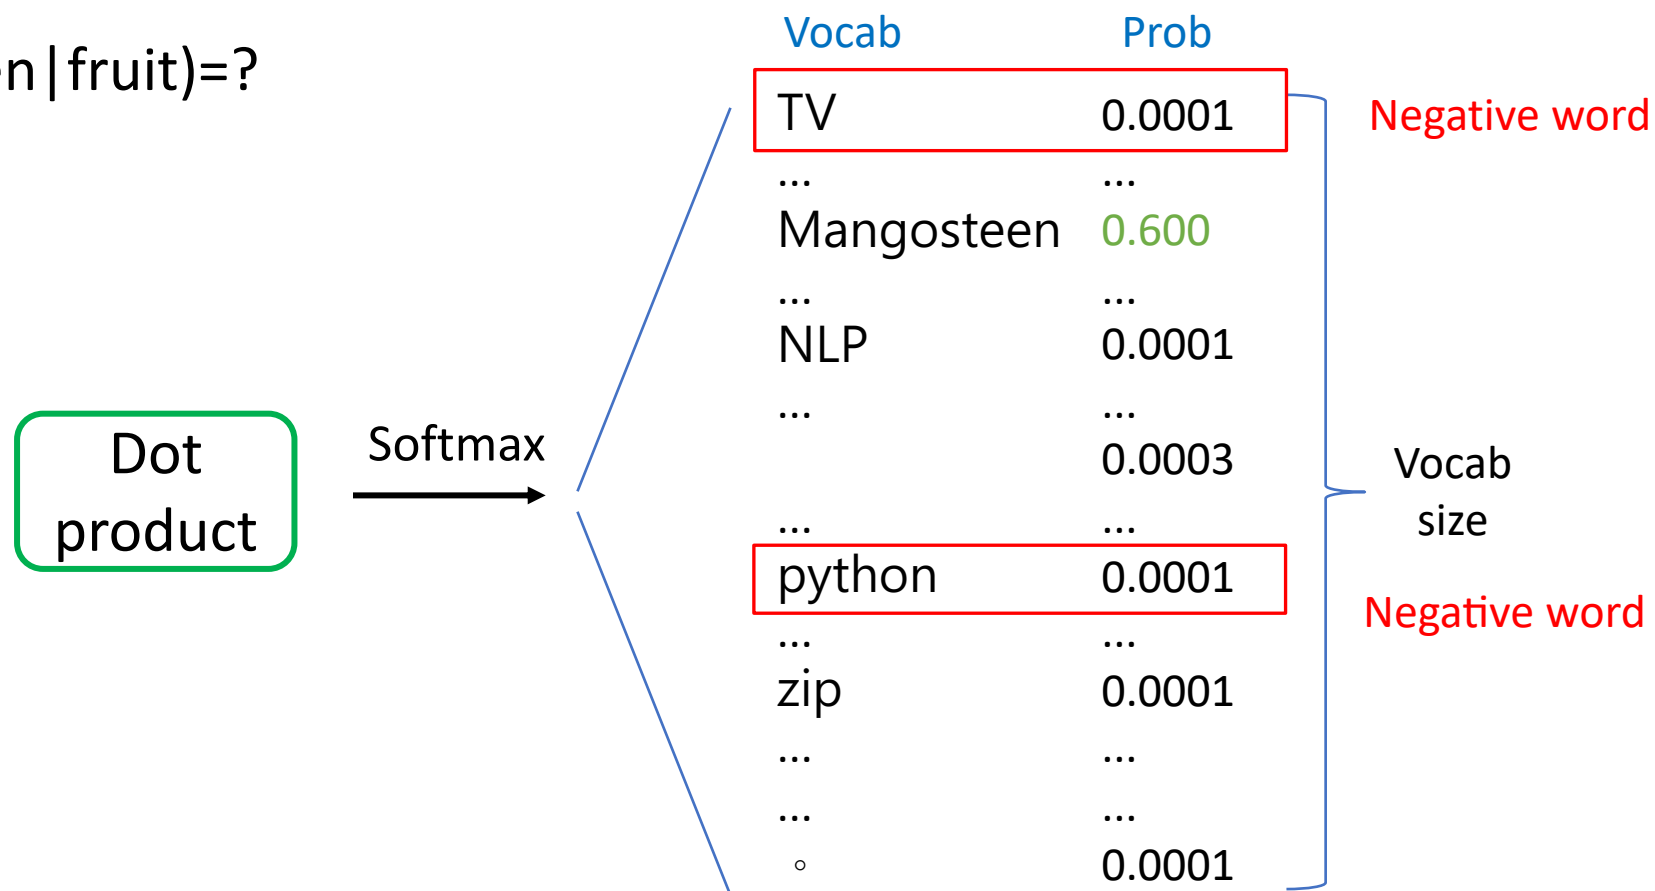 n|fruit)=?
Vocab Prob
TV 0.0001 Negative word
... ...
Mangosteen 0.600
... ...
NLP 0.0001
... ...
Dot product
Softmax
0.0003
Vocab size
... ...
python 0.0001
Negative word
... ...
zip 0.0001
... ...
... ...
。 0.0001